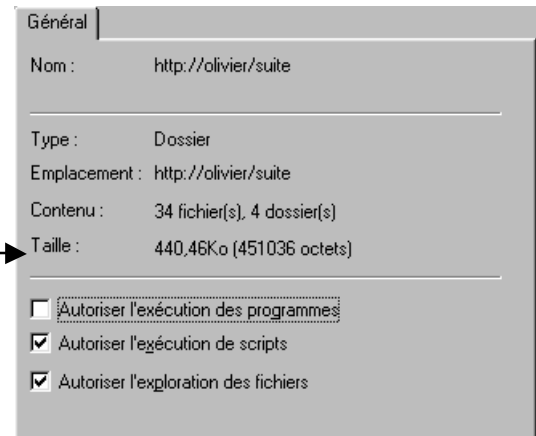 Général
Nom : http://olivier/suite
Type : Dossier
Emplacement : http://olivier/suite
Contenu : 34 fichier(s), 4 dossier(s)
Taille : 440,46Ko (451036 octets)
Autoriser l'exécution des programmes
Autoriser l'exécution de scripts
Autoriser l'exploration des fichiers